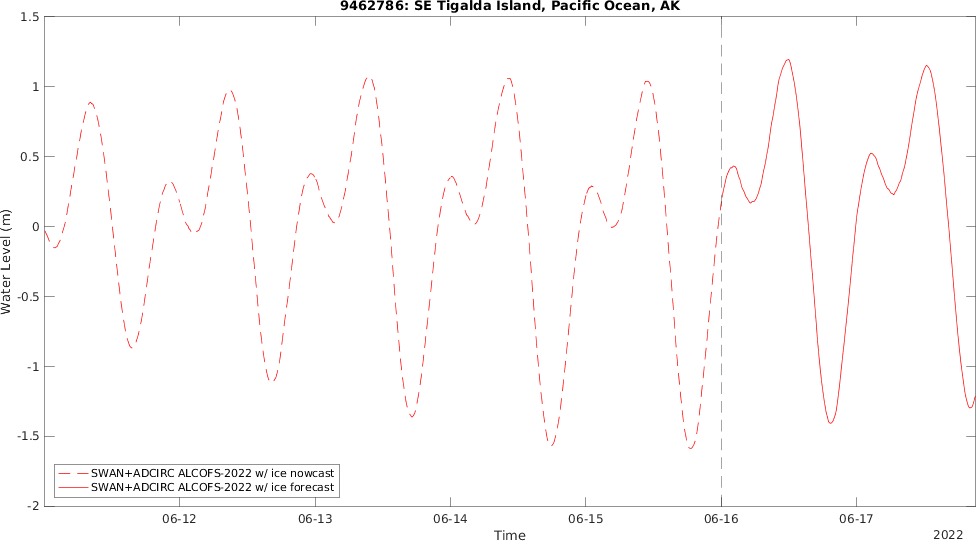 9462786: SE Tigalda Island, Pacific Ocean, AK
1.5
1
0.5
0
-0.5
-1
-1.5
-2
Water Level (m)
SWAN+ADCIRC ALCOFS-2022 w/ ice nowcast
SWAN+ADCIRC ALCOFS-2022 w/ ice forecast
06-12 06-13 06-14 06-15 06-16 06-17
Time
2022